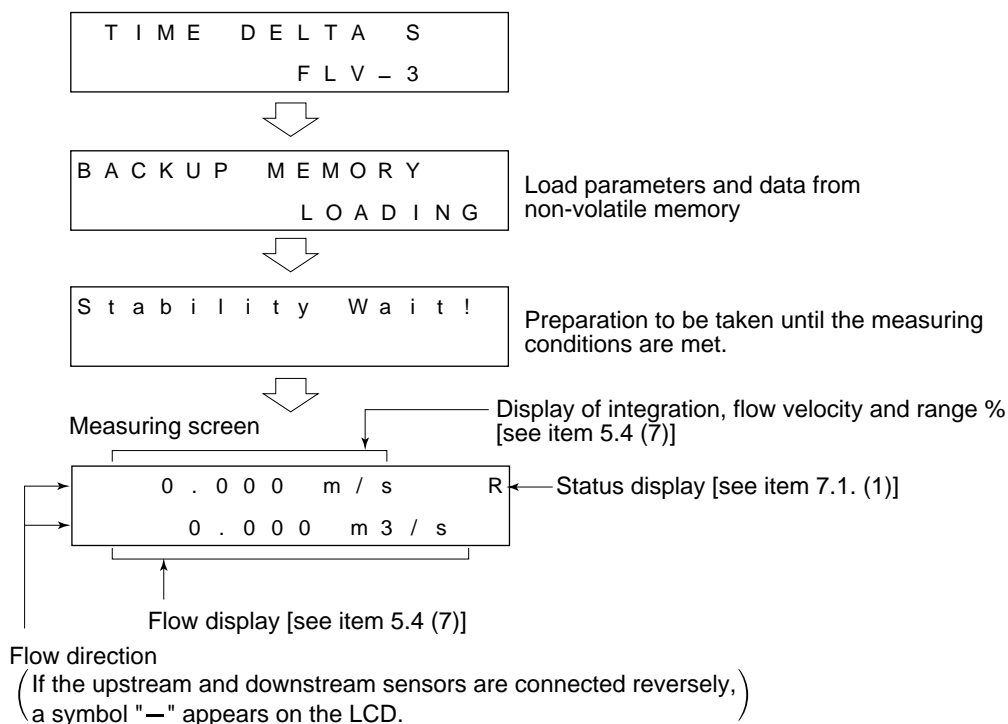 TIME DELTA S
FLV–3
BACKUP MEMORY
LOADING
Load parameters and data from
non-volatile memory
Stability Wait!
Preparation to be taken until the measuring
conditions are met.
Measuring screen
Display of integration, flow velocity and range %
[see item 5.4 (7)]
0.000 m/s R
Status display [see item 7.1. (1)]
0.000 m3/s
Flow display [see item 5.4 (7)]
Flow direction
(If the upstream and downstream sensors are connected reversely,
a symbol "–" appears on the LCD.)